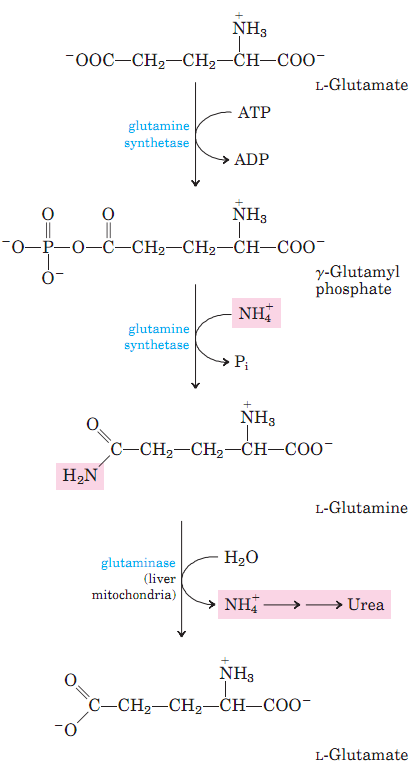 +
NH₃
⁻OOC—CH₂—CH₂—CH—COO⁻
L-Glutamate
ATP
glutamine
synthetase
ADP
O O +
NH₃
⁻O—P—O—C—CH₂—CH₂—CH—COO⁻
O⁻
γ-Glutamyl
phosphate
NH₄⁺
glutamine
synthetase
Pᵢ
+
O NH₃
C—CH₂—CH₂—CH—COO⁻
H₂N
L-Glutamine
H₂O
glutaminase
(liver
mitochondria)
NH₄⁺ → → Urea
+
O NH₃
C—CH₂—CH₂—CH—COO⁻
⁻O
L-Glutamate